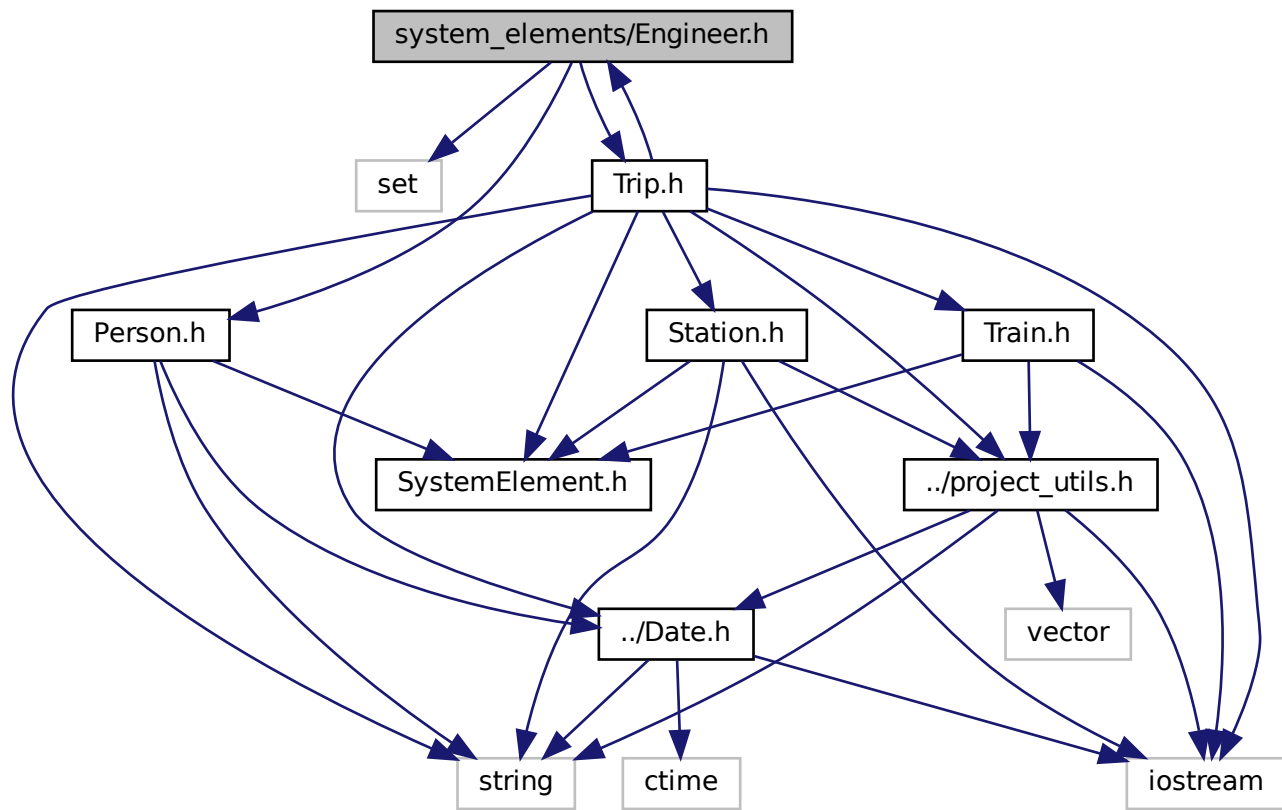 system_elements/Engineer.h
set
Trip.h
Person.h
Station.h
Train.h
SystemElement.h
../project_utils.h
../Date.h
vector
string
ctime
iostream